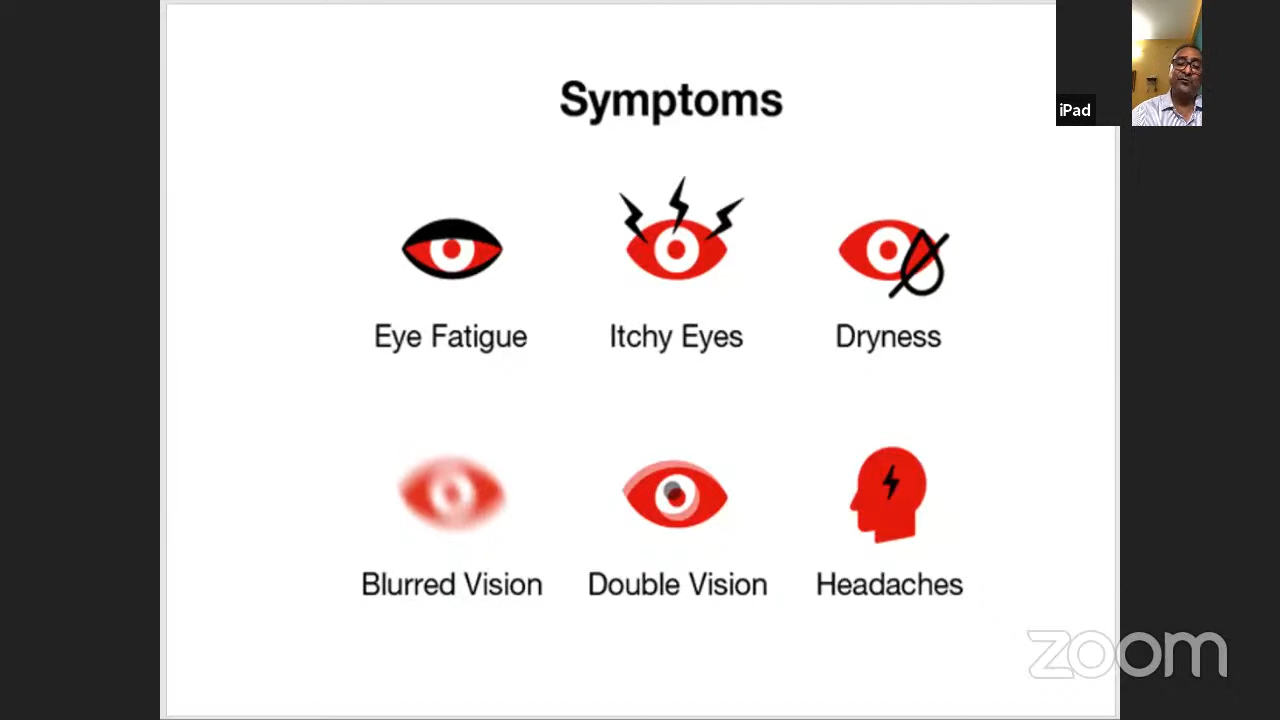 Symptoms
iPad
Eye Fatigue
Itchy Eyes
Dryness
Blurred Vision
Double Vision
Headaches
zoom